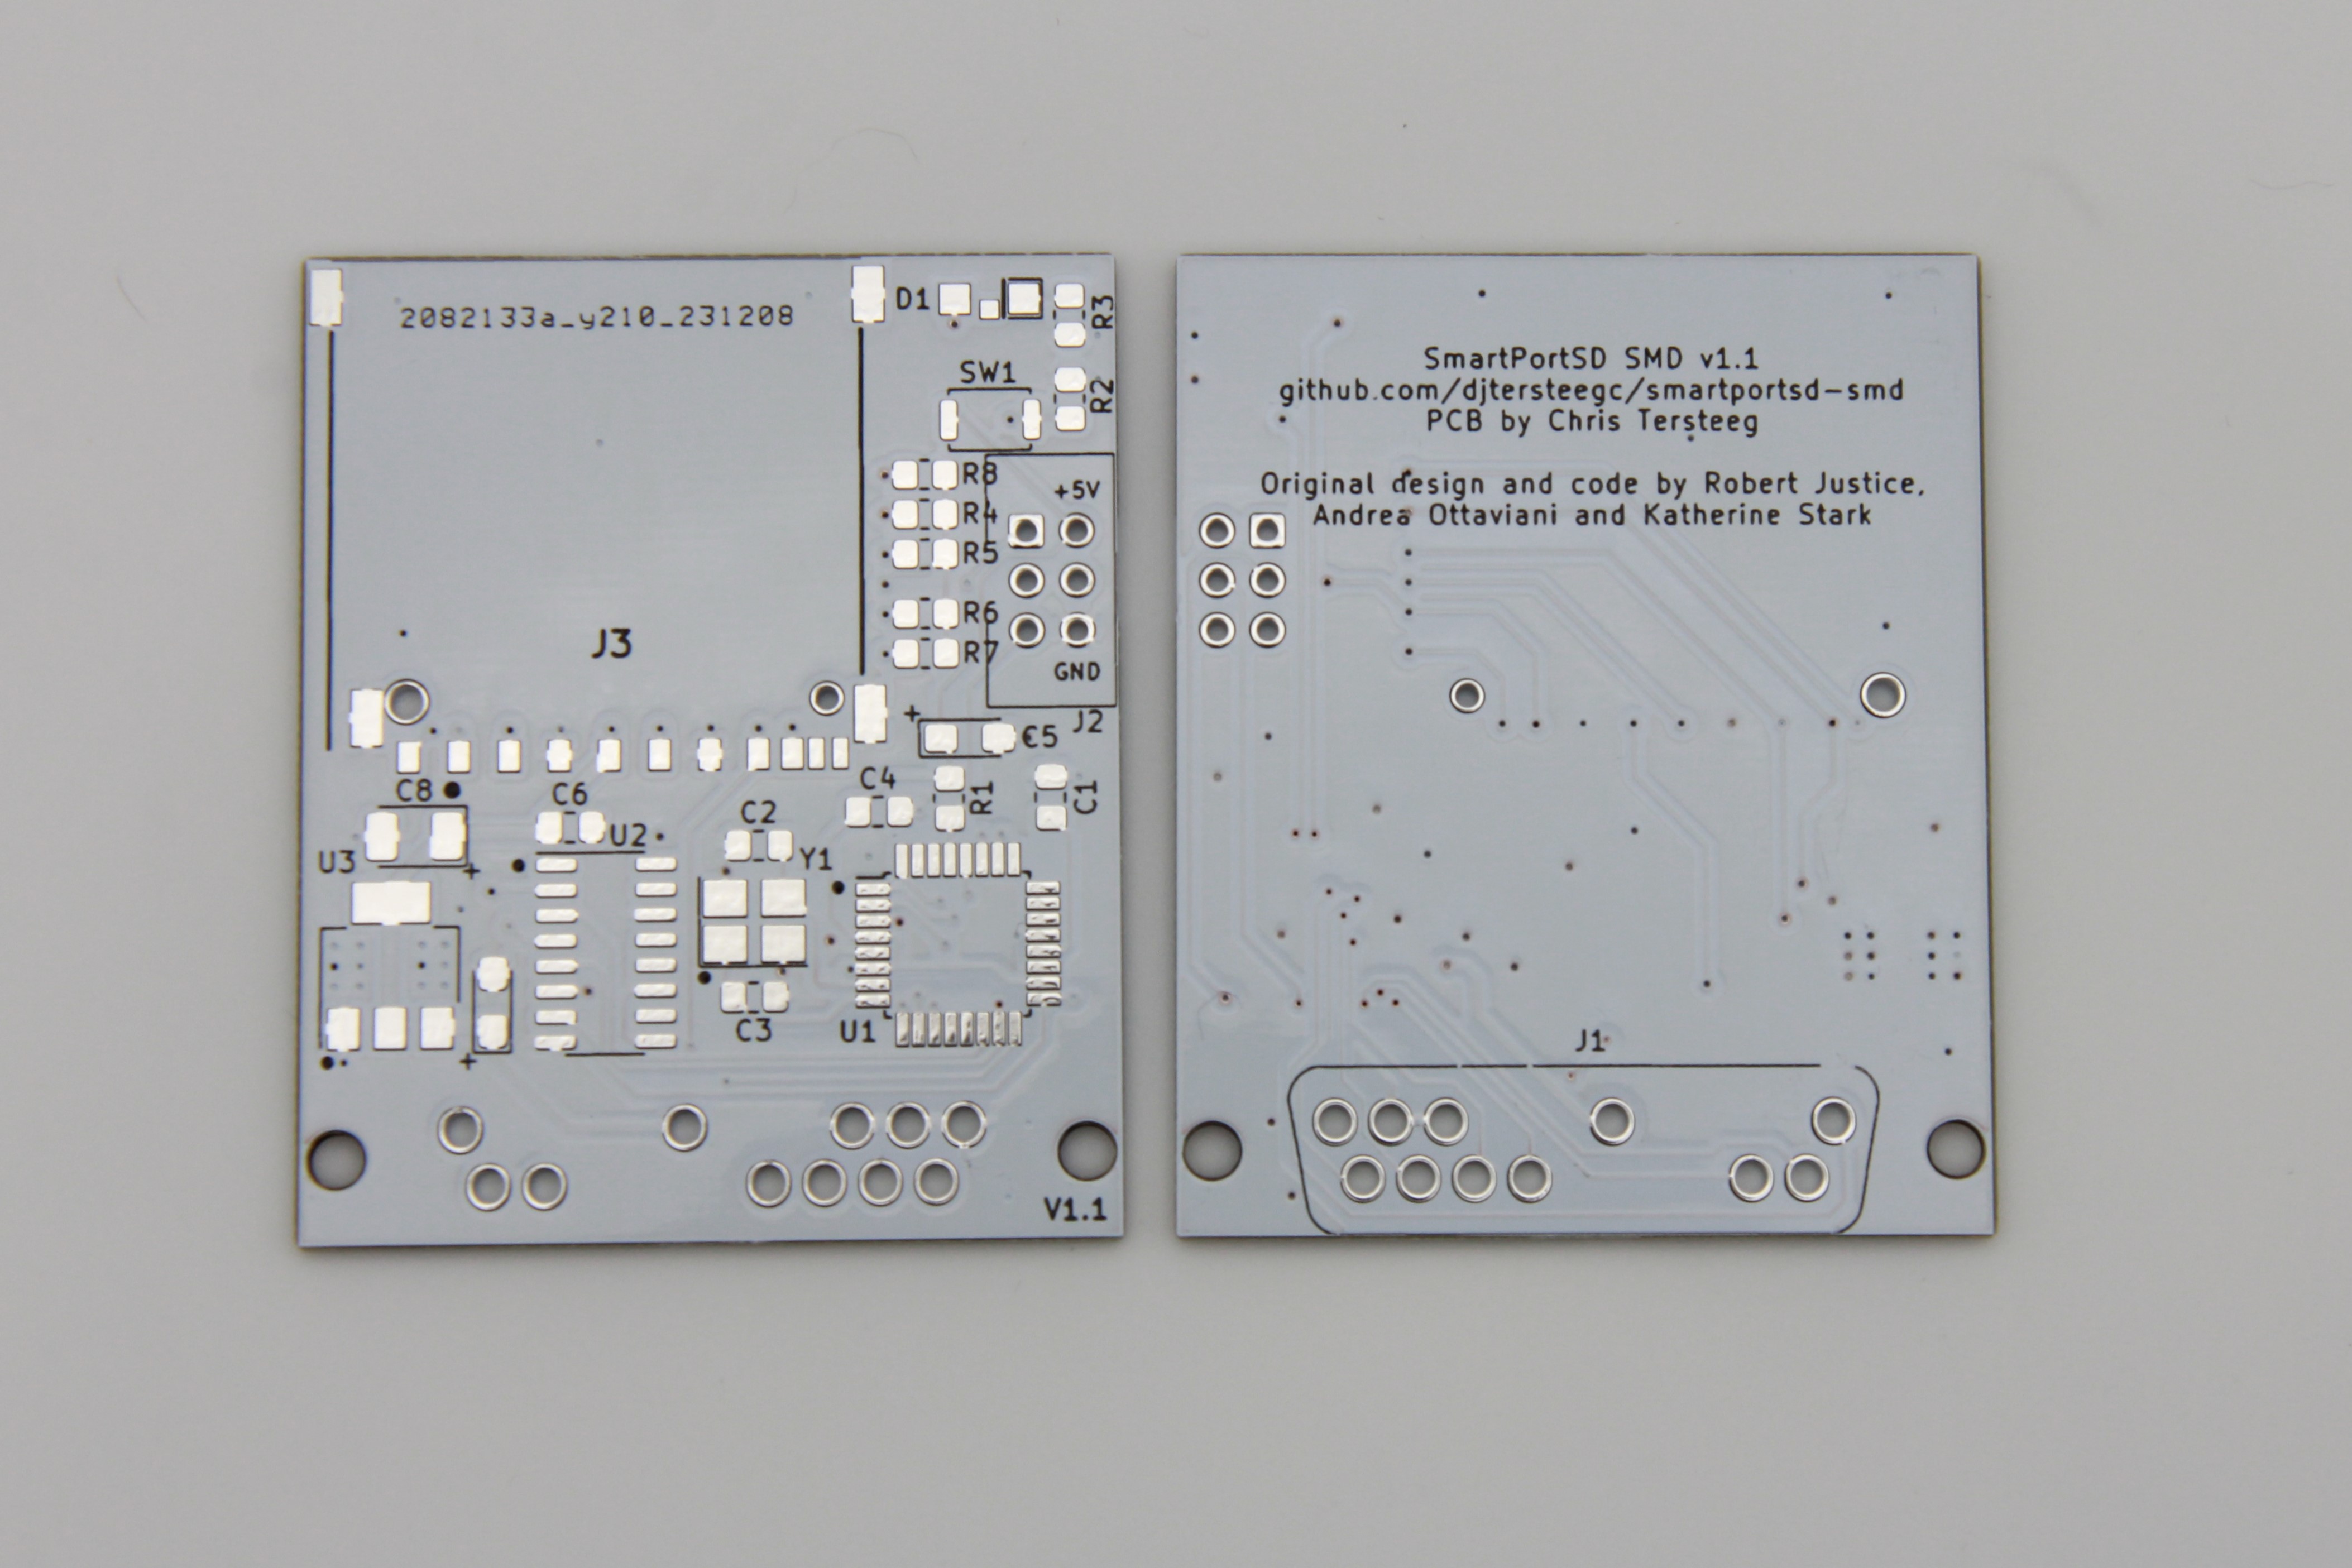 2082133a_y210_231208
D1
R3
SW1
R2
R8
+5V
R4
R5
R6
J3
R7
GND
+
J2
C5
C8
C6
C4
R1
C1
C2
U2
U3
Y1
+
C3
U1
+
V1.1
SmartPortSD SMD v1.1
github.com/djtersteegc/smartportsd-smd
PCB by Chris Tersteeg
Original design and code by Robert Justice,
Andrea Ottaviani and Katherine Stark
J1